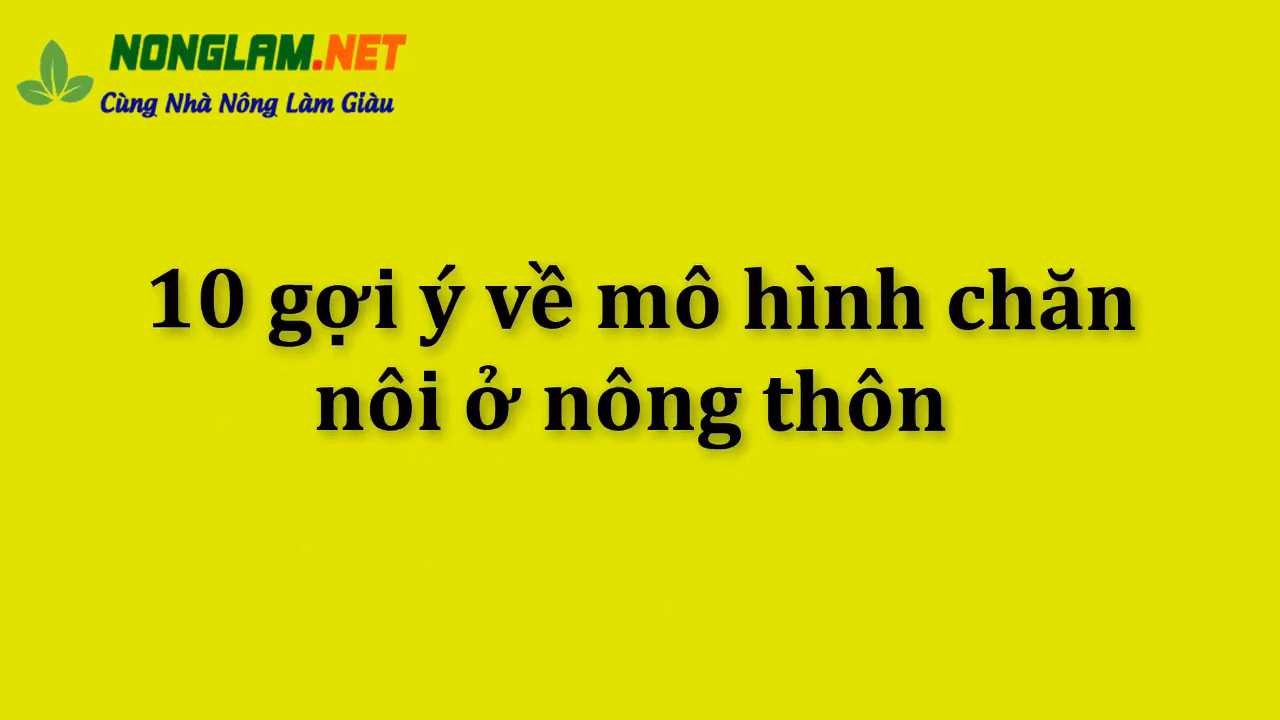 NONGLAM.NET
Cùng Nhà Nông Làm Giàu
10 gợi ý về mô hình chăn
nôi ở nông thôn